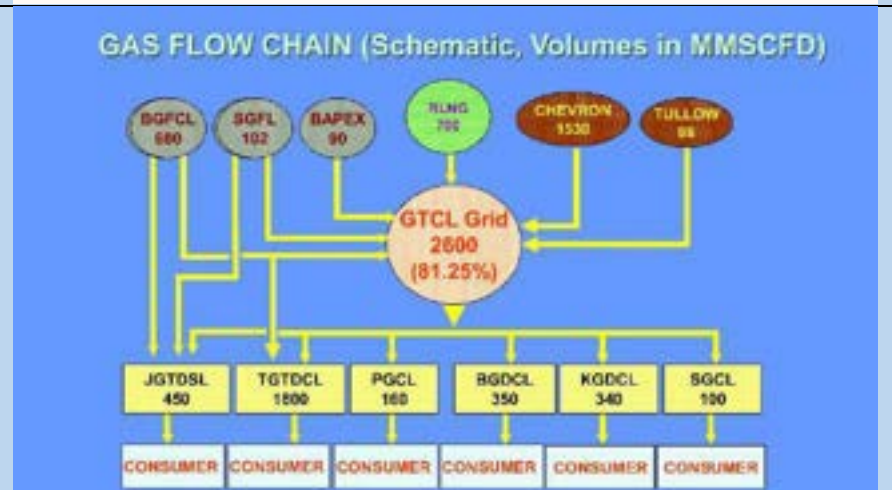 GAS FLOW CHAIN (Schematic, Volumes in MMSCFD)
BGFCL
680
SGFL
102
BAPEX
90
RLNG
700
CHEVRON
1530
TULLOW
98
GTCL Grid
2600
(81.25%)
JGTDSL
450
TGTDCL
1800
PGCL
160
BGDCL
350
KGDCL
340
SGCL
100
CONSUMER
CONSUMER
CONSUMER
CONSUMER
CONSUMER
CONSUMER